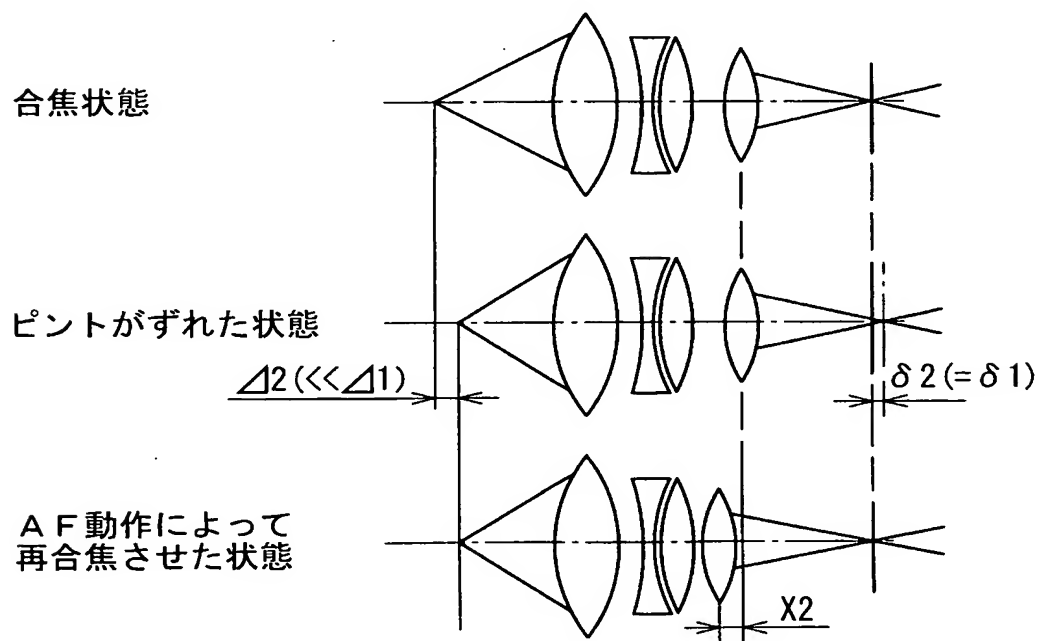 合焦状態
ピントがずれた状態
⊿2(<<⊿1)
δ2(=δ1)
AF動作によって
再合焦させた状態
X2